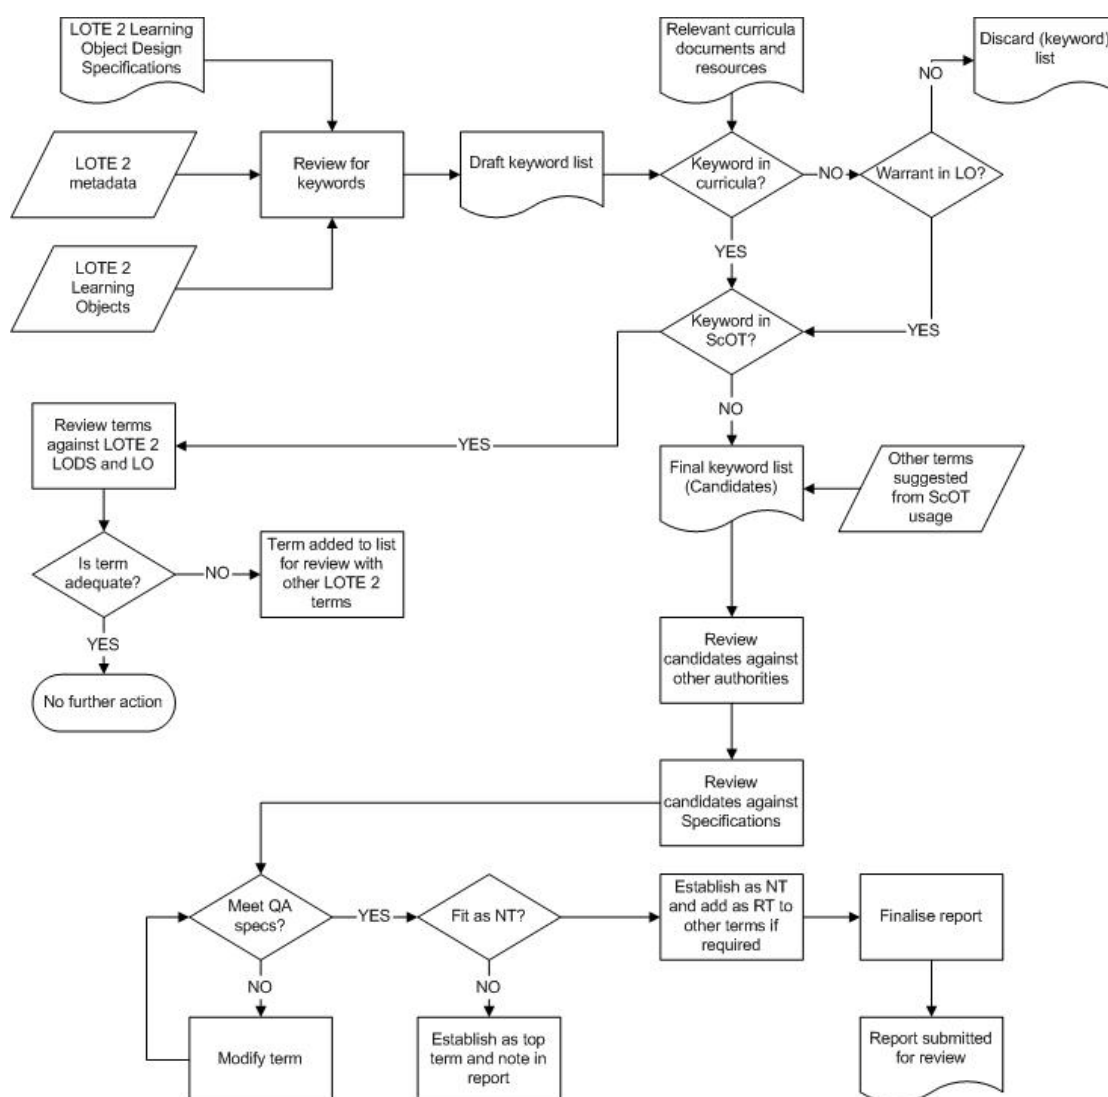 LOTE 2 Learning
Object Design
Specifications
Relevant curricula
documents and
resources
Discard (keyword)
list
NO
LOTE 2
metadata
Review for
keywords
Draft keyword list
Keyword in
curricula?
NO
Warrant in LO?
YES
LOTE 2
Learning
Objects
Keyword in
ScOT?
YES
NO
Review terms
against LOTE 2
LODS and LO
YES
Final keyword list
(Candidates)
Other terms
suggested
from ScOT
usage
Is term
adequate?
NO
Term added to list
for review with
other LOTE 2
terms
YES
No further action
Review
candidates against
other authorities
Review
candidates against
Specifications
Meet QA
specs?
YES
Fit as NT?
Establish as NT
and add as RT to
other terms if
required
Finalise report
NO
NO
Modify term
Establish as top
term and note in
report
Report submitted
for review